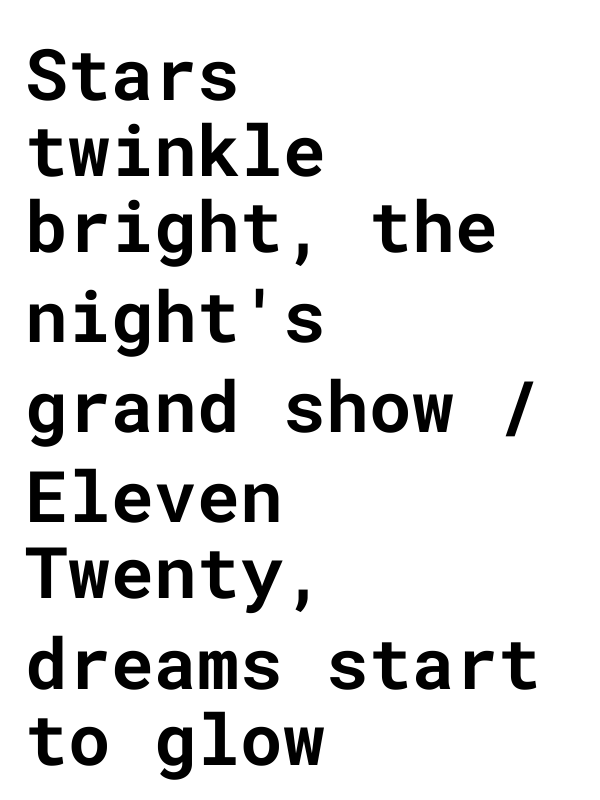 Stars
twinkle
bright, the
night's
grand show /
Eleven
Twenty,
dreams start
to glow